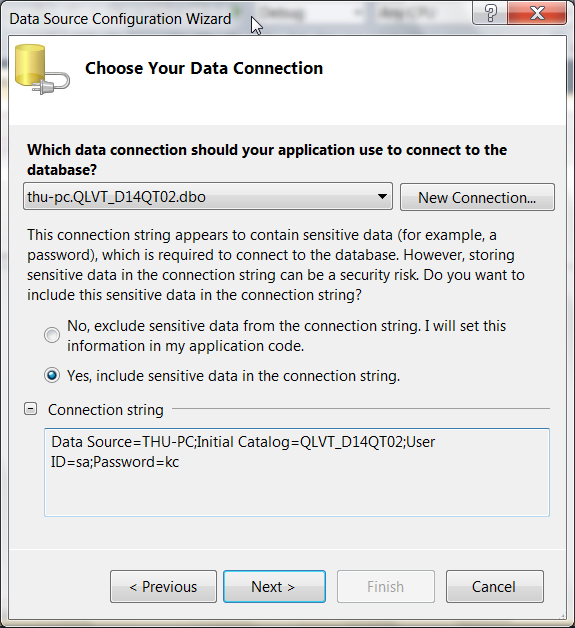 Data Source Configuration Wizard
Debug
Any CPU
Choose Your Data Connection
Which data connection should your application use to connect to the
database?
thu-pc.QLVT_D14QT02.dbo
New Connection...
This connection string appears to contain sensitive data (for example, a
password), which is required to connect to the database. However, storing
sensitive data in the connection string can be a security risk. Do you want to
include this sensitive data in the connection string?
No, exclude sensitive data from the connection string. I will set this
information in my application code.
Yes, include sensitive data in the connection string.
Connection string
Data Source=THU-PC;Initial Catalog=QLVT_D14QT02;User
ID=sa;Password=kc
< Previous
Next >
Finish
Cancel